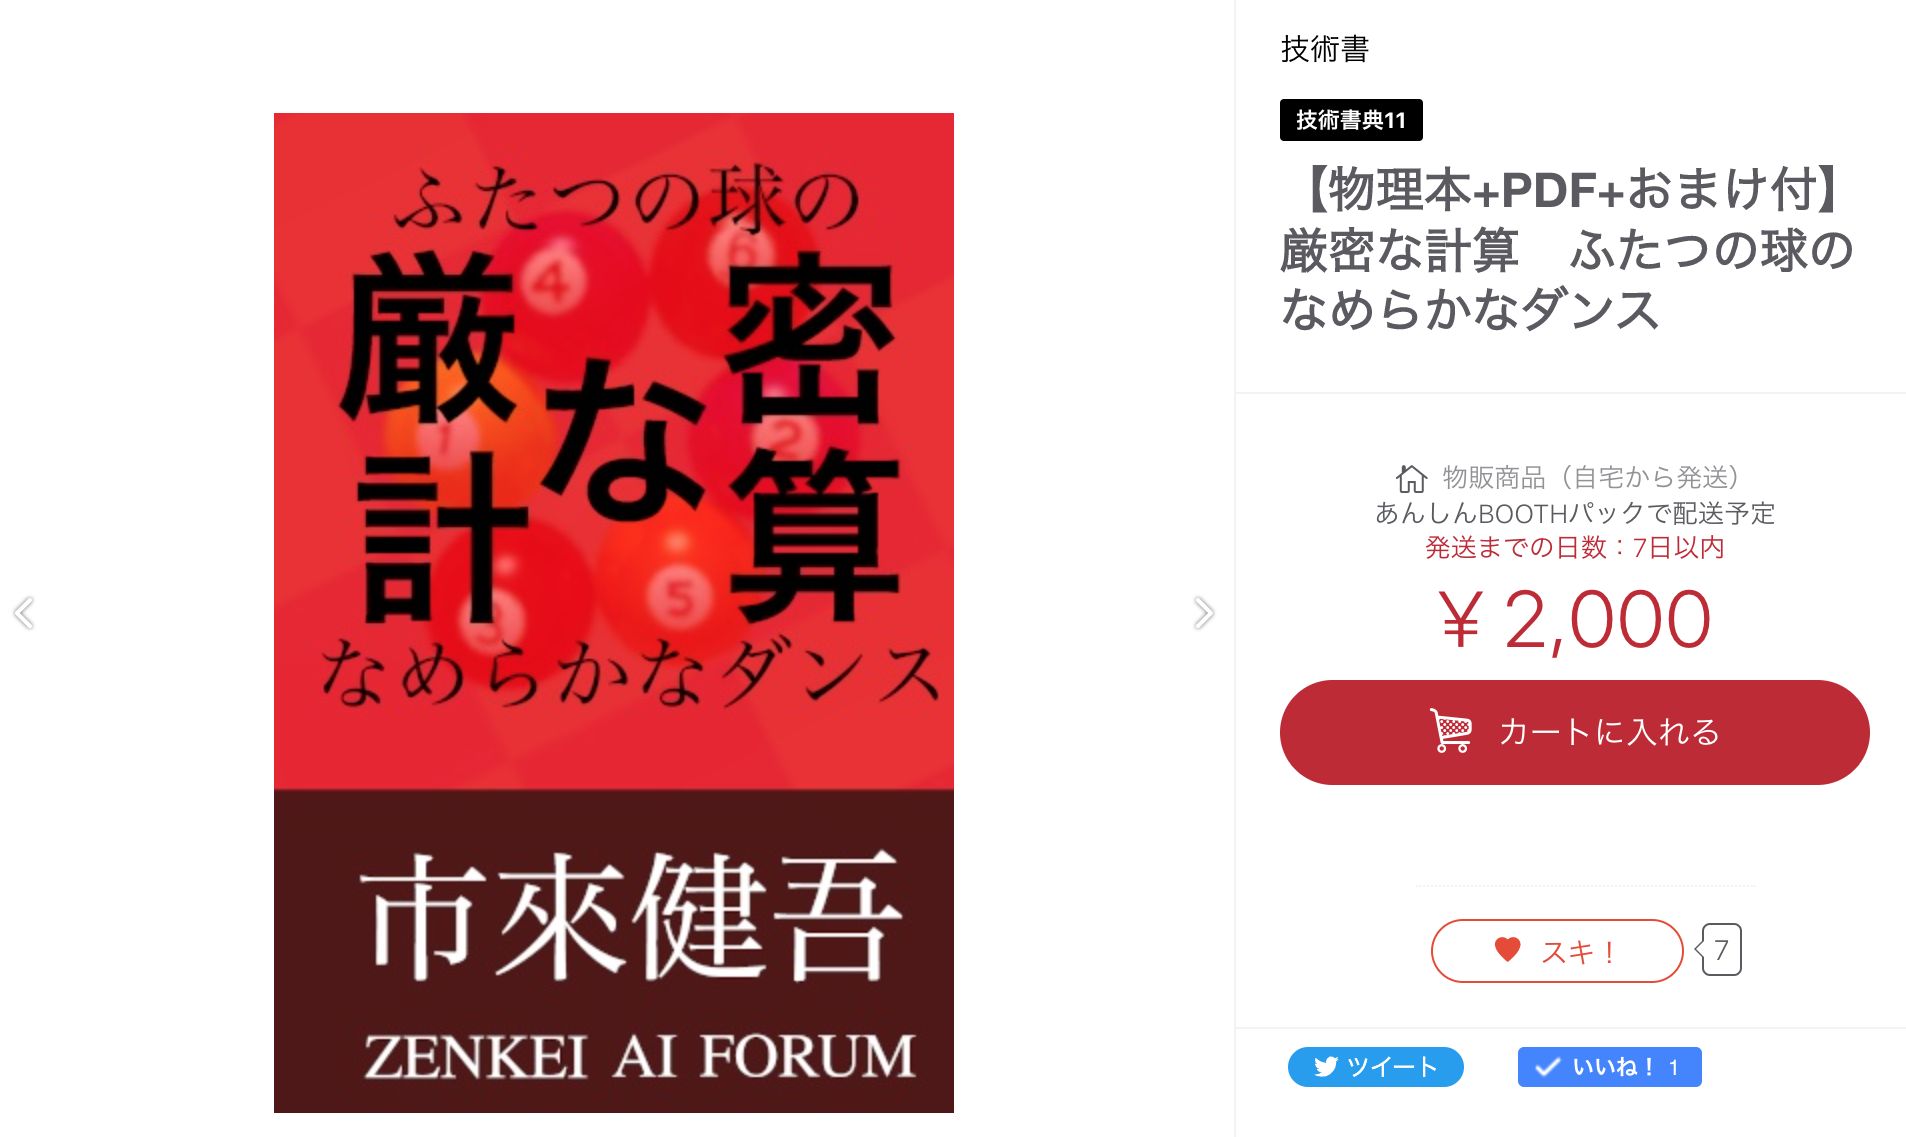 ふたつの球の
厳密
な
計算
なめらかなダンス
4
6
1
2
3
5
市來健吾
ZENKEI AI FORUM
技術書
技術書典11
【物理本+PDF+おまけ付】
厳密な計算　ふたつの球の
なめらかなダンス
物販商品（自宅から発送）
あんしんBOOTHパックで配送予定
発送までの日数：7日以内
¥ 2,000
カートに入れる
スキ！
7
ツイート
いいね！ 1